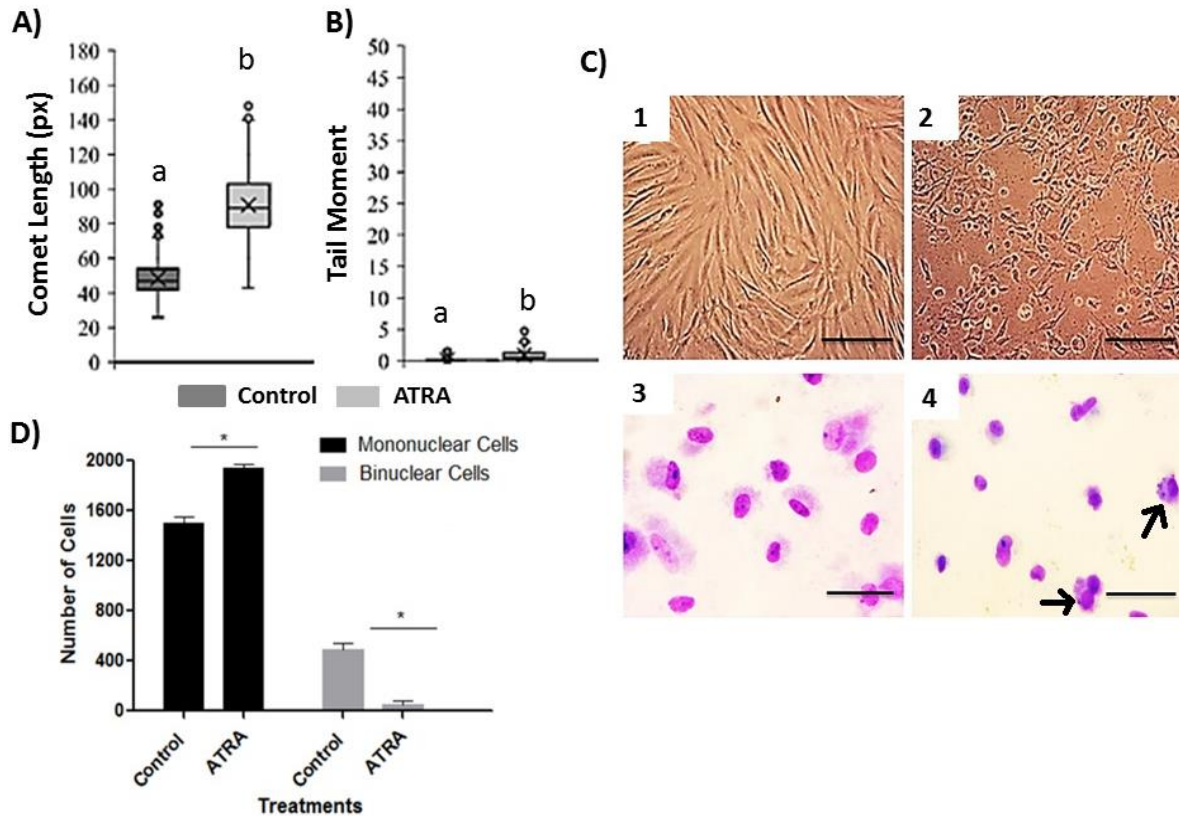 A)
B)
C)
Comet Length (px)
180
160
140
120
100
80
60
40
20
0
a
b
Tail Moment
50
45
40
35
30
25
20
15
10
5
0
a
b
Control ATRA
1
2
3
4
D)
Number of Cells
2000
1600
1200
800
400
0
*
*
Mononuclear Cells
Binuclear Cells
Control
ATRA
Control
ATRA
Treatments